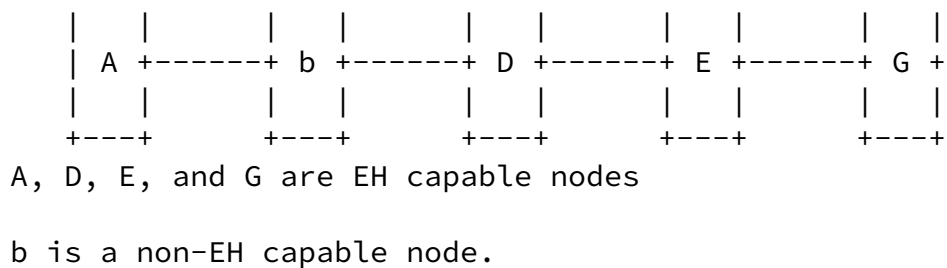 A b D E G
A, D, E, and G are EH capable nodes
b is a non-EH capable node.